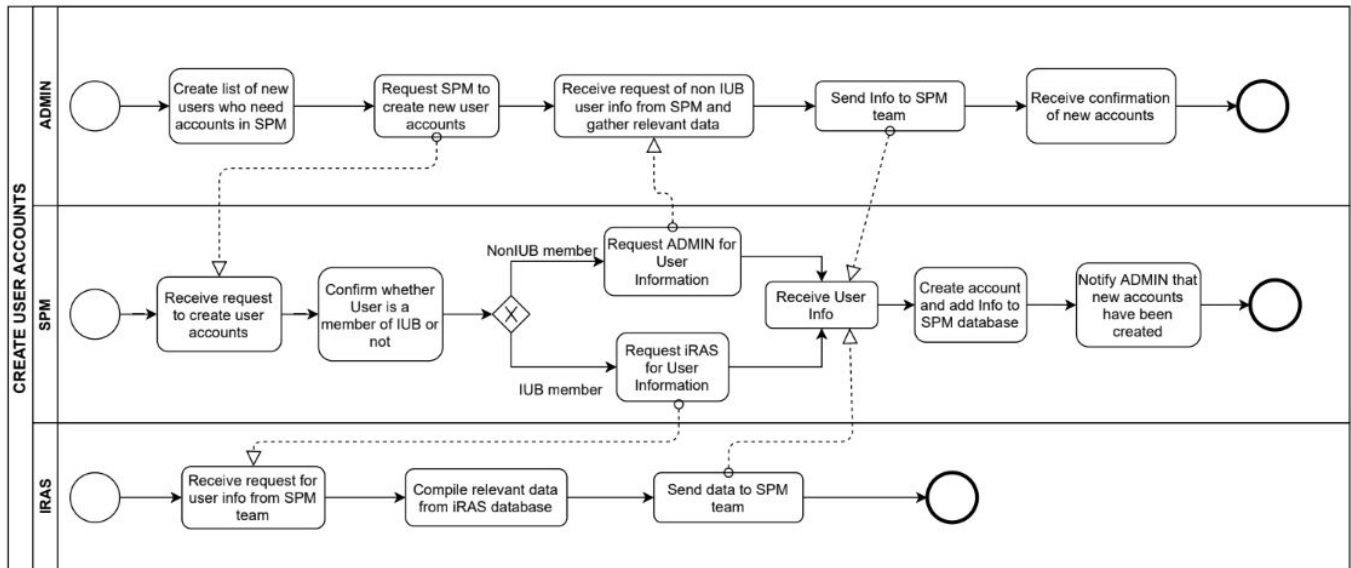 CREATE USER ACCOUNTS
ADMIN
Create list of new
users who need
accounts in SPM
Request SPM to
create new user
accounts
Receive request of non IUB
user info from SPM and
gather relevant data
Send Info to SPM
team
Receive confirmation
of new accounts
SPM
Receive request
to create user
accounts
Confirm whether
User is a
member of IUB or
not
X
NonIUB member
Request ADMIN for
User
Information
IUB member
Request iRAS
for User
Information
Receive User
Info
Create account
and add Info to
SPM database
Notify ADMIN that
new accounts
have been
created
IRAS
Receive request for
user info from SPM
team
Compile relevant data
from iRAS database
Send data to SPM
team